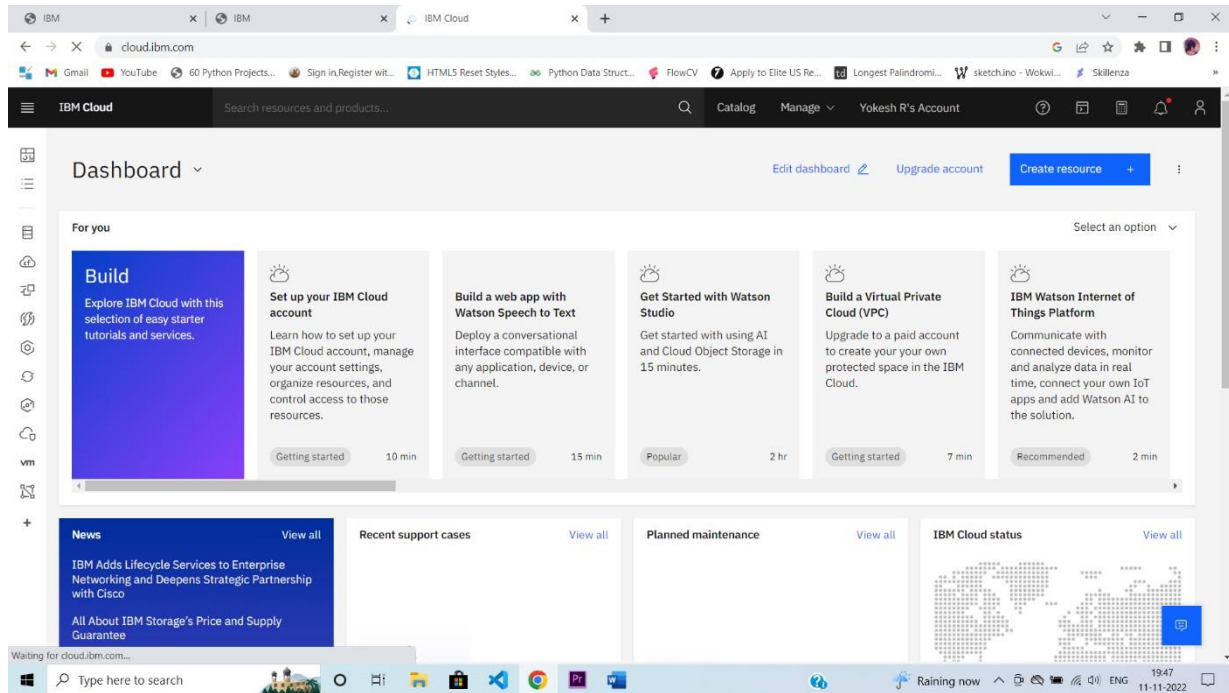 IBM
IBM
IBM Cloud
cloud.ibm.com
Gmail YouTube 60 Python Projects... Sign in,Register wit... HTML5 Reset Styles... Python Data Struct... FlowCV Apply to Elite US Re... Longest Palindromi... sketch.ino - Wokwi... Skillenza
IBM Cloud Search resources and products... Catalog Manage Yokesh R's Account
Dashboard Edit dashboard Upgrade account Create resource +
For you Select an option
Build
Explore IBM Cloud with this
selection of easy starter
tutorials and services.
Set up your IBM Cloud
account
Learn how to set up your
IBM Cloud account, manage
your account settings,
organize resources, and
control access to those
resources.
Getting started 10 min
Build a web app with
Watson Speech to Text
Deploy a conversational
interface compatible with
any application, device, or
channel.
Getting started 15 min
Get Started with Watson
Studio
Get started with using AI
and Cloud Object Storage in
15 minutes.
Popular 2 hr
Build a Virtual Private
Cloud (VPC)
Upgrade to a paid account
to create your your own
protected space in the IBM
Cloud.
Getting started 7 min
IBM Watson Internet of
Things Platform
Communicate with
connected devices, monitor
and analyze data in real
time, connect your own IoT
apps and add Watson AI to
the solution.
Recommended 2 min
vm
News View all
IBM Adds Lifecycle Services to Enterprise
Networking and Deepens Strategic Partnership
with Cisco
All About IBM Storage's Price and Supply
Guarantee
Recent support cases View all
Planned maintenance View all
IBM Cloud status View all
Waiting for cloud.ibm.com...
Type here to search
Pr
Raining now
ENG
19:47
11-11-2022